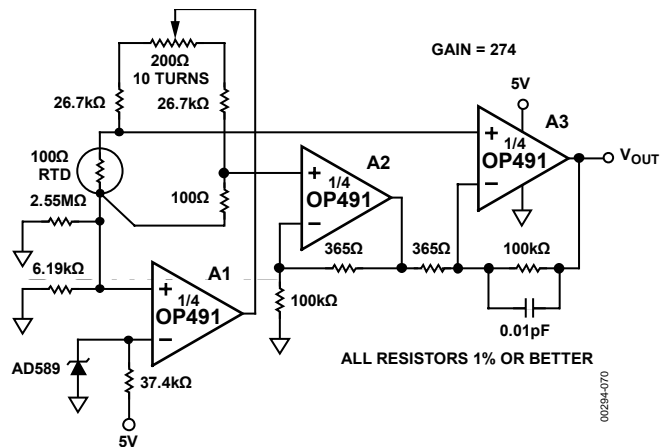 200Ω
10 TURNS
GAIN = 274
26.7kΩ
26.7kΩ
5V
A3
+
1/4
OP491
−
VOUT
100Ω
RTD
A2
+
1/4
OP491
−
2.55MΩ
100Ω
6.19kΩ
A1
+
1/4
OP491
−
365Ω
365Ω
100kΩ
100kΩ
0.01pF
AD589
37.4kΩ
5V
ALL RESISTORS 1% OR BETTER
00294-070